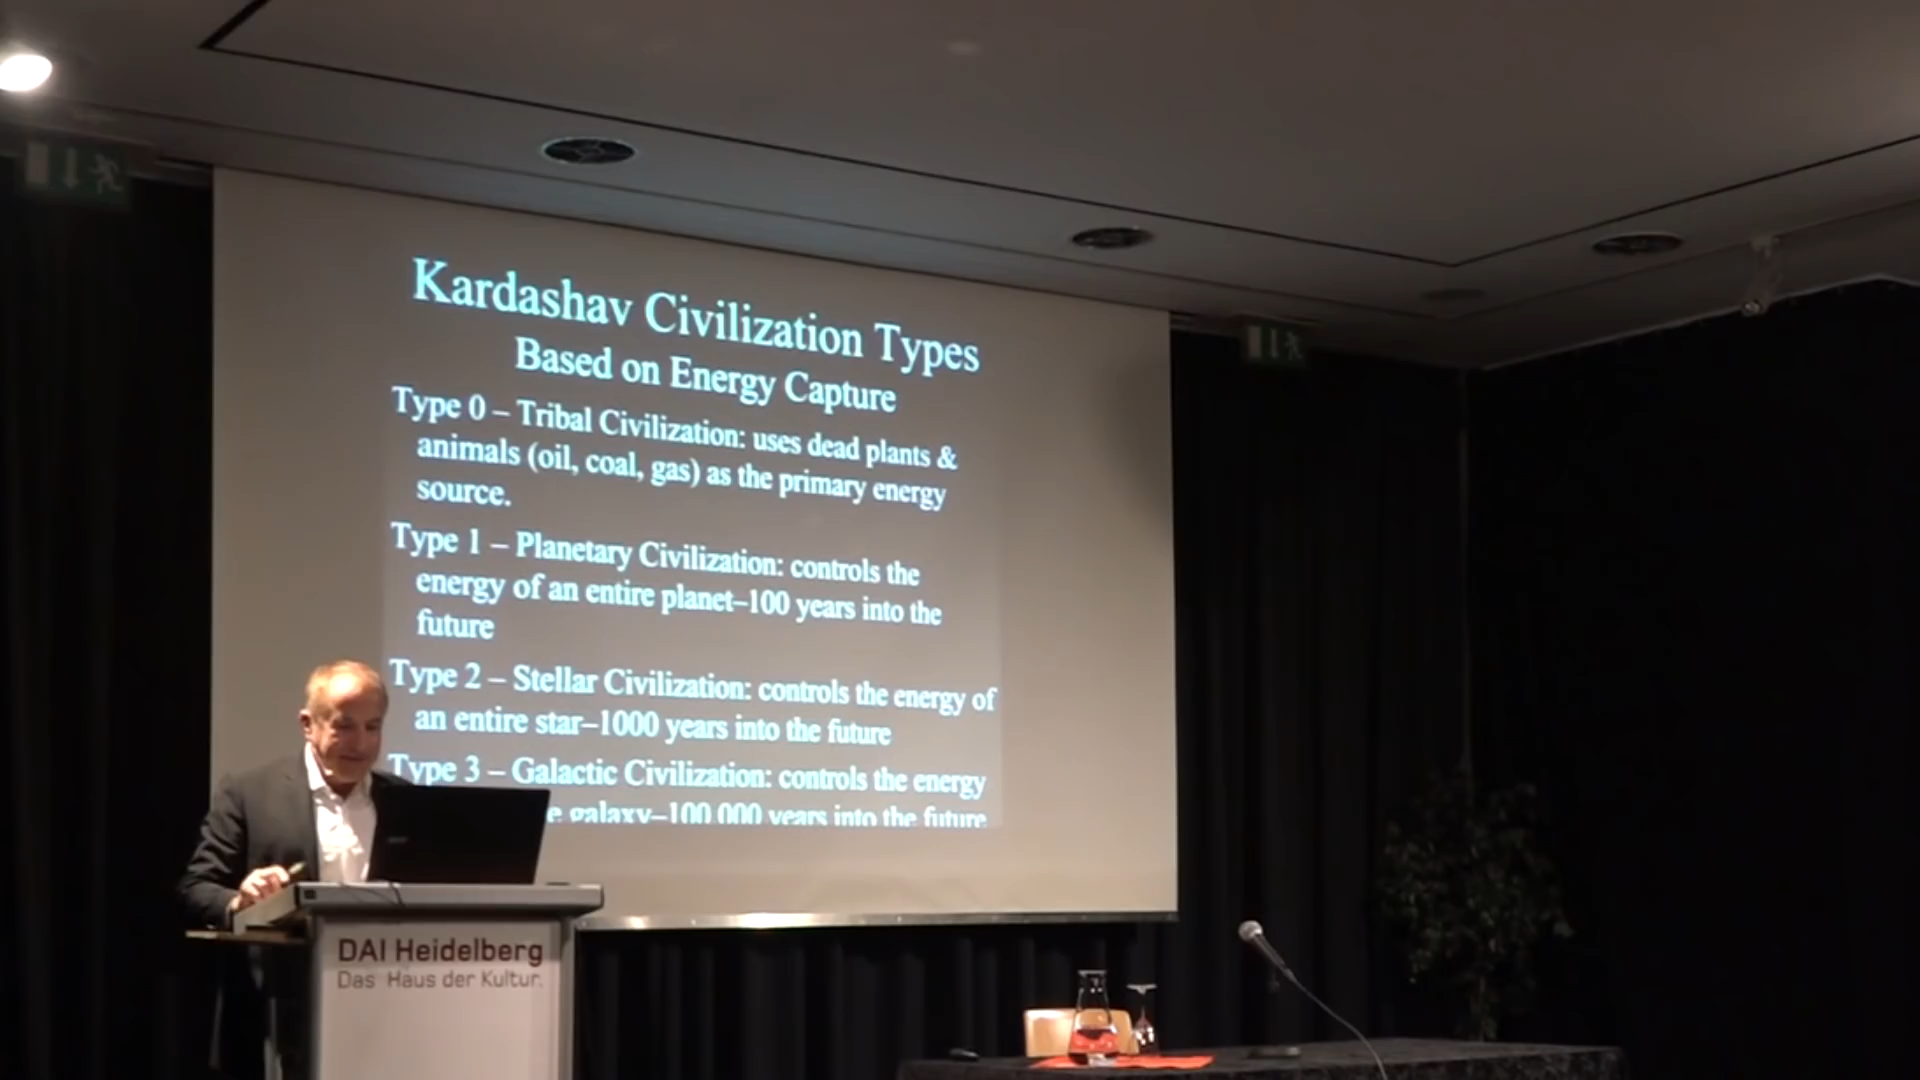 Kardashav Civilization Types
Based on Energy Capture
Type 0 – Tribal Civilization: uses dead plants &
animals (oil, coal, gas) as the primary energy
source.
Type 1 – Planetary Civilization: controls the
energy of an entire planet–100 years into the
future
Type 2 – Stellar Civilization: controls the energy of
an entire star–1000 years into the future
Type 3 – Galactic Civilization: controls the energy
galaxy–100,000 years into the future
DAI Heidelberg
Das Haus der Kultur.